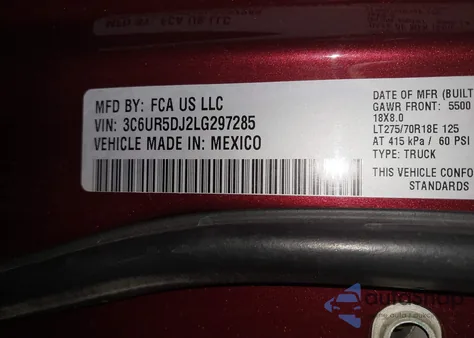 MFD BY: FCA US LLC
VIN: 3C6UR5DJ2LG297285
VEHICLE MADE IN: MEXICO
DATE OF MFR (BUILT
GAWR FRONT: 5500
18X8.0
LT275/70R18E 125
AT 415 kPa / 60 PSI
TYPE: TRUCK
THIS VEHICLE CONFO
STANDARDS